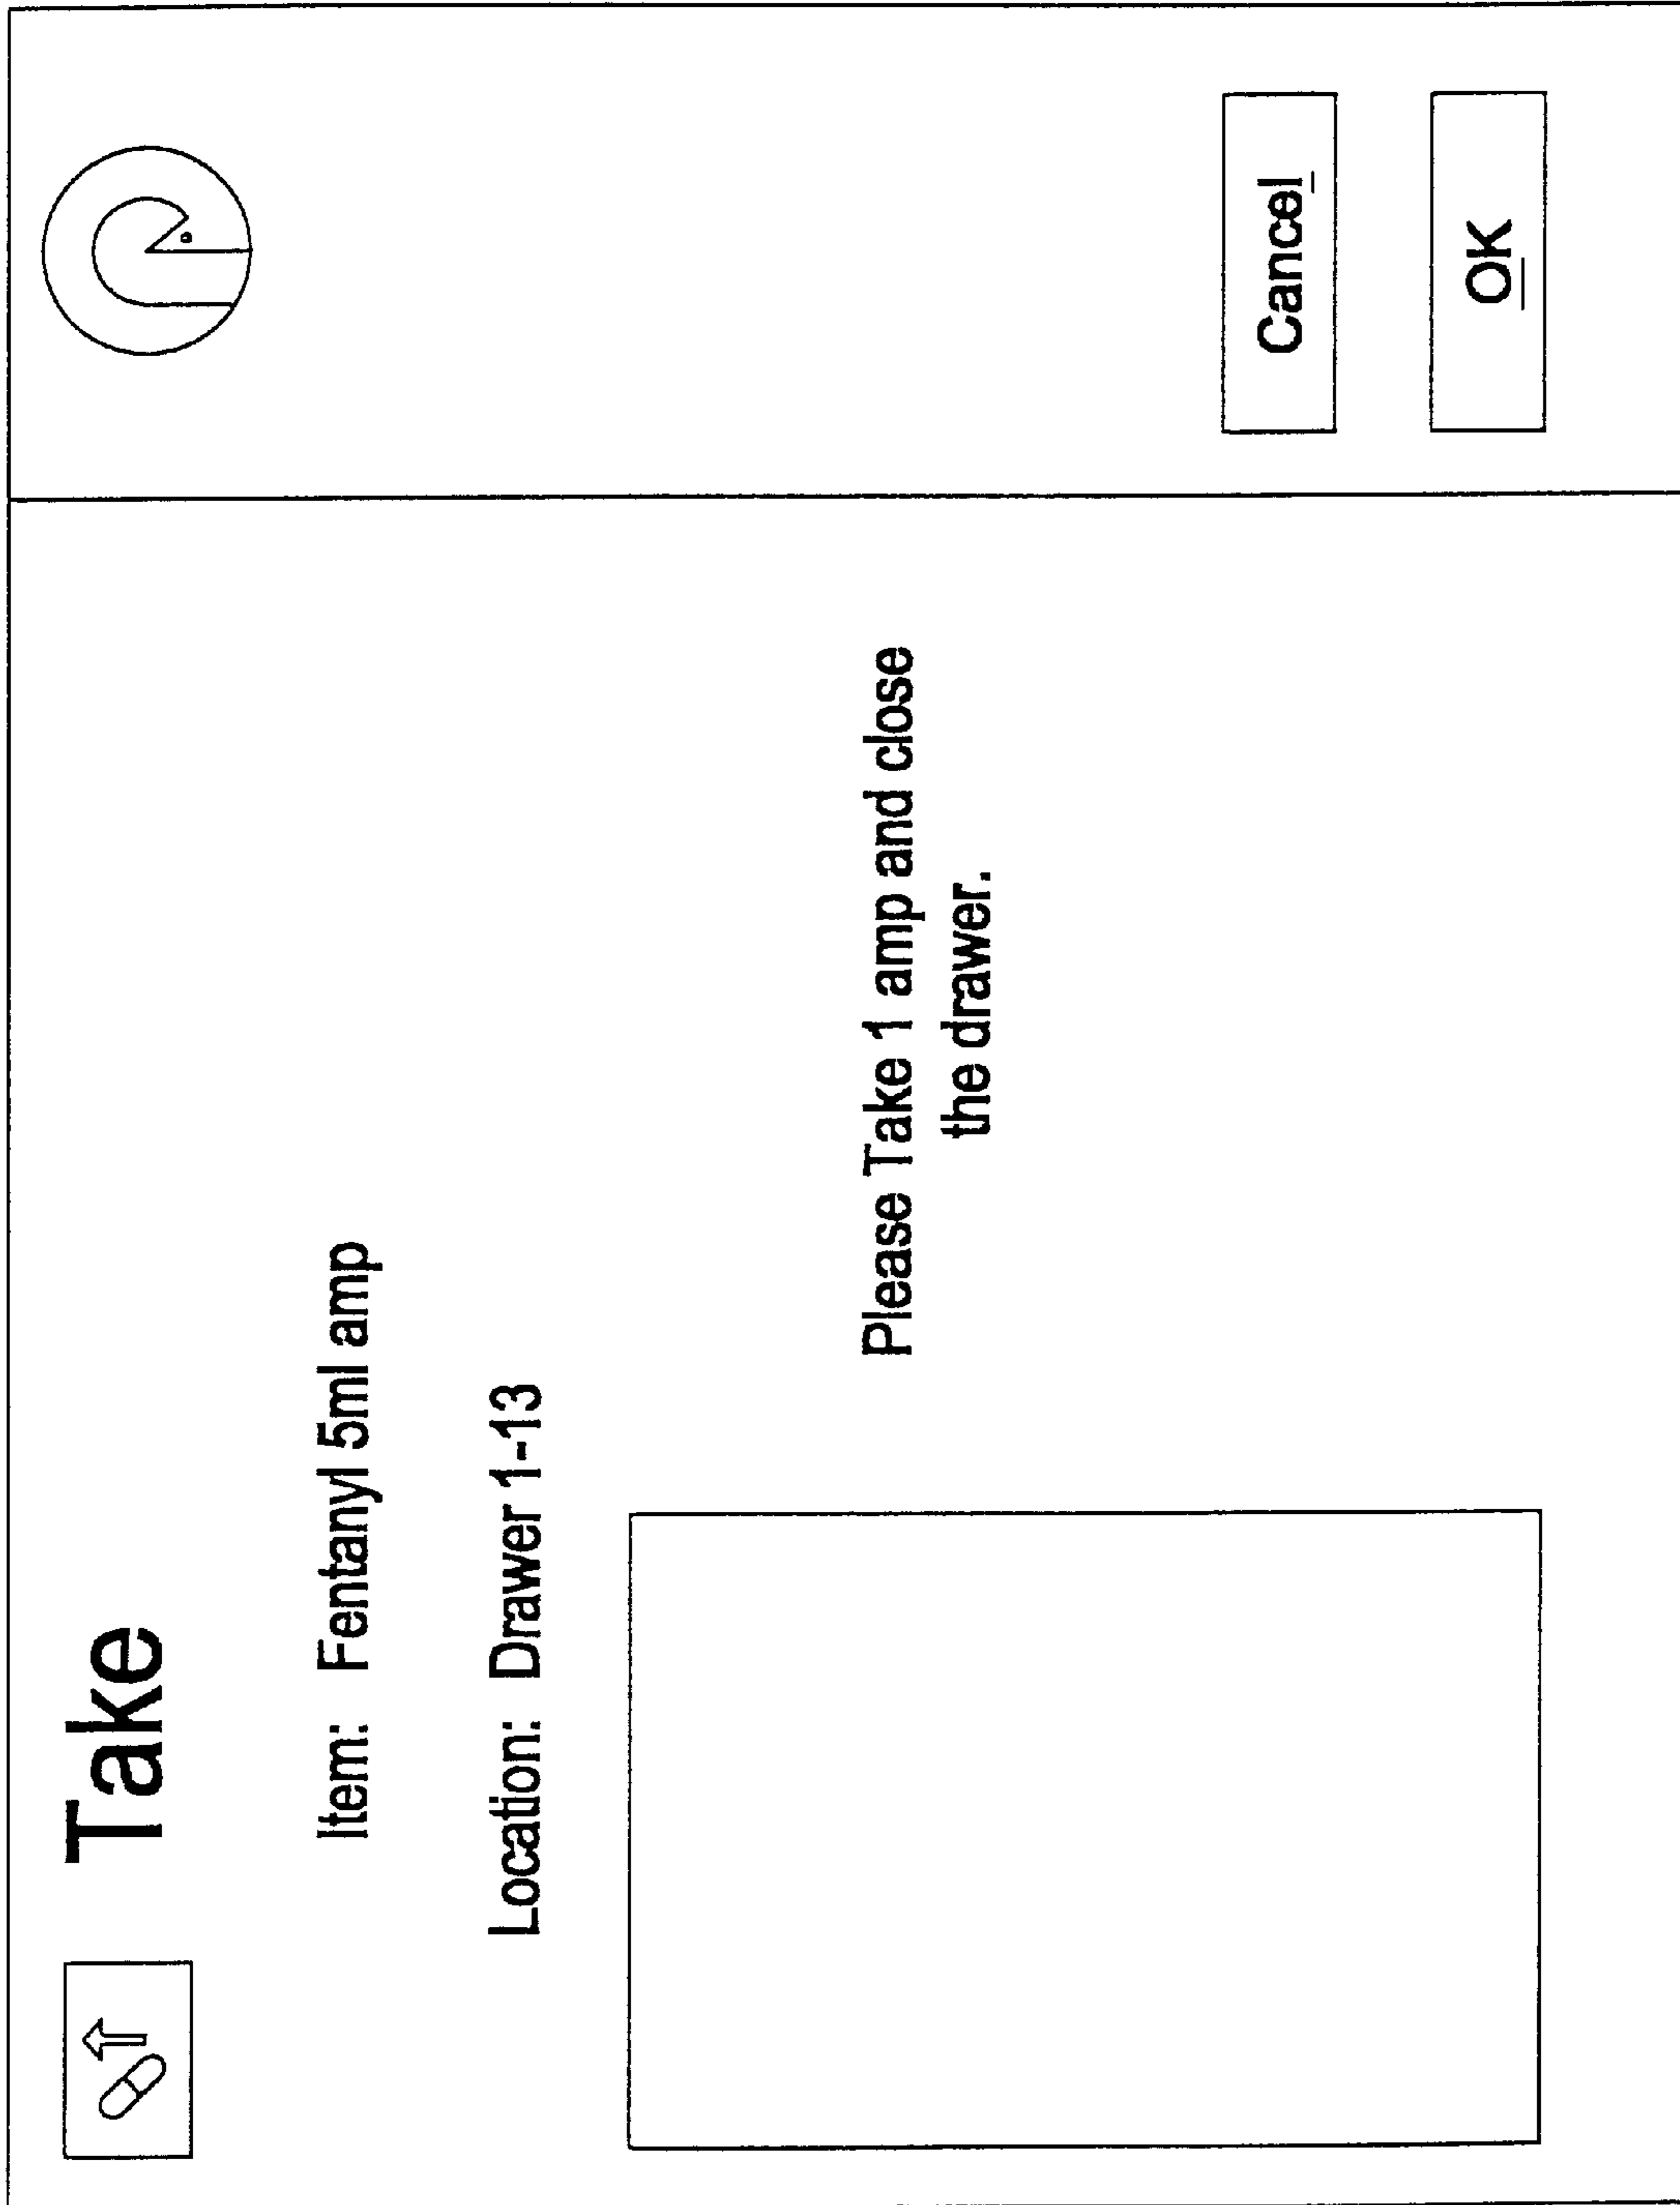 Take
Item: Fentanyl 5ml amp
Location: Drawer 1-13
Please Take 1 amp and close
the drawer.
Cancel
OK